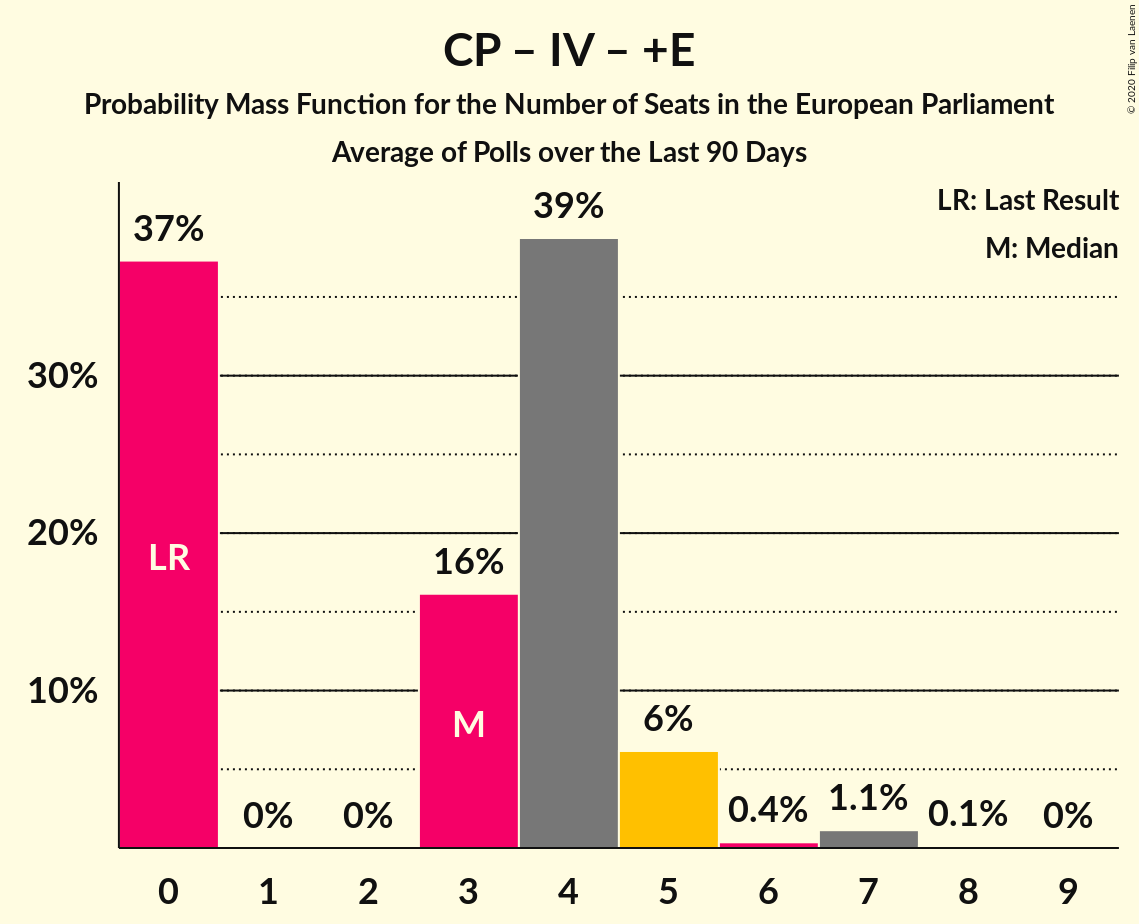 CP – IV – +E
Probability Mass Function for the Number of Seats in the European Parliament
Average of Polls over the Last 90 Days
© 2020 Filip van Laenen
LR: Last Result
M: Median
37%
0%
0%
16%
39%
6%
0.4%
1.1%
0.1%
0%
LR
M
30%
20%
10%
0 1 2 3 4 5 6 7 8 9